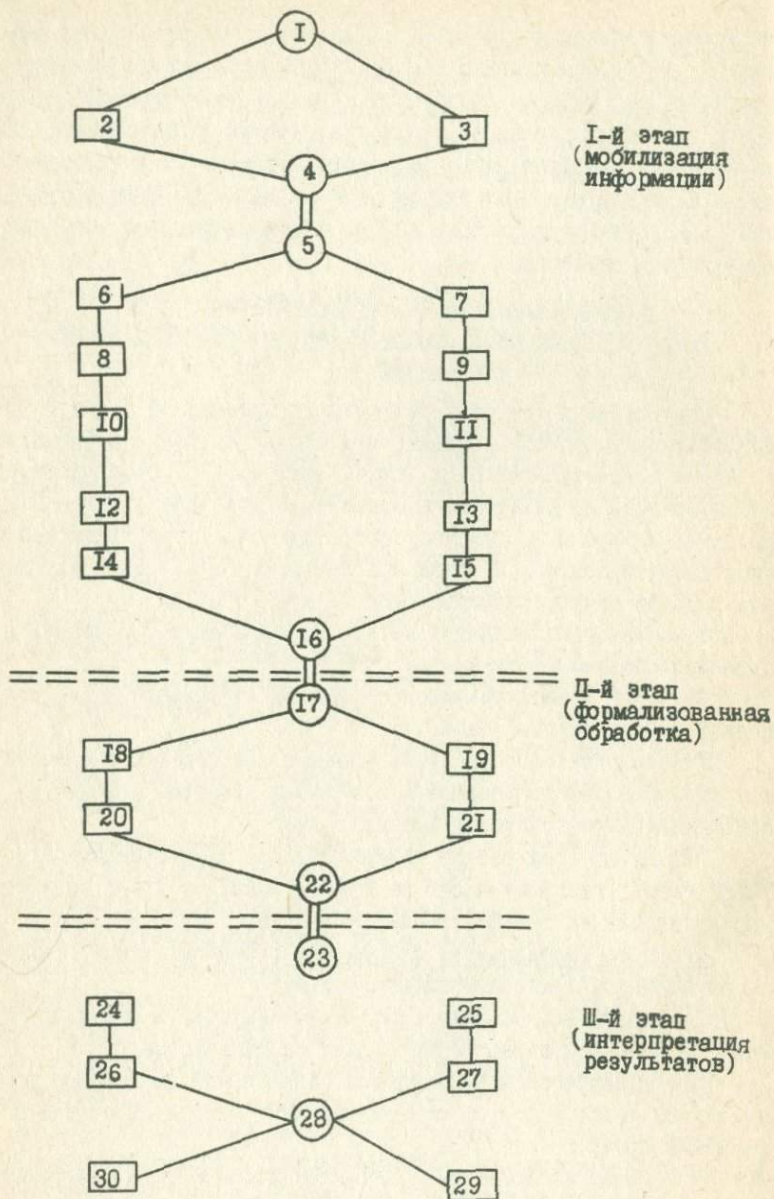 I
2 3
I-й этап
(мобилизация
информации)
4
5
6 7
8 9
I0 II
I2 I3
I4 I5
I6
П-й этап
(формализованная
обработка)
I7
I8 I9
20 2I
22
23
24 25
Ш-й этап
(интерпретация
результатов)
26 27
28
30 29